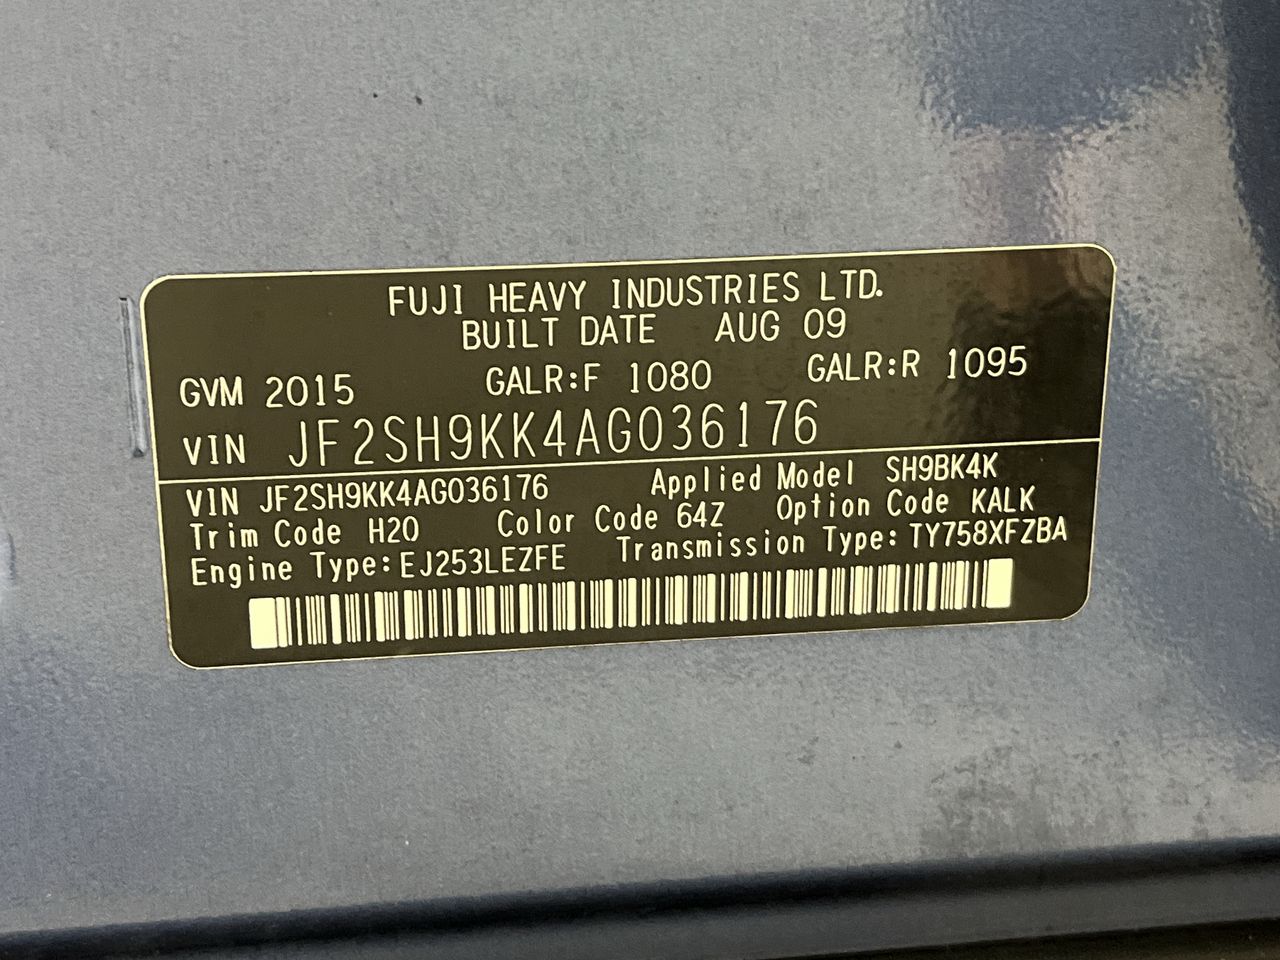 FUJI HEAVY INDUSTRIES LTD.
BUILT DATE AUG 09
GVM 2015 GALR:F 1080 GALR:R 1095
VIN JF2SH9KK4AG036176
VIN JF2SH9KK4AG036176 Applied Model SH9BK4K
Trim Code H20 Color Code 64Z Option Code KALK
Engine Type:EJ253LEZFE Transmission Type:TY758XFZBA